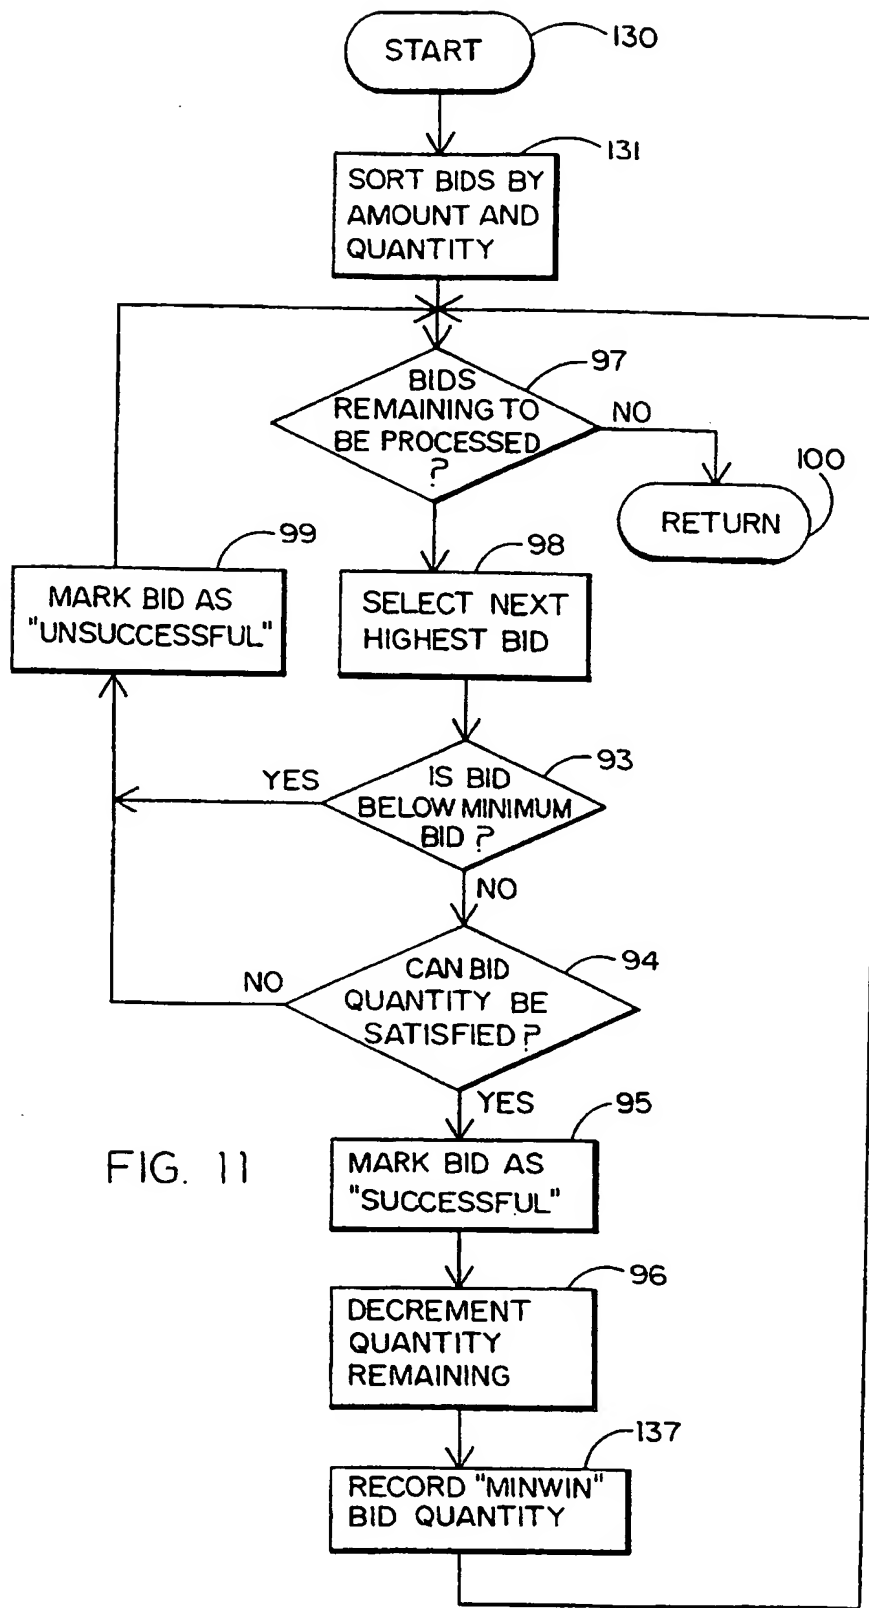 START
130
131
SORT BIDS BY
AMOUNT AND
QUANTITY
97
BIDS
REMAINING TO
BE PROCESSED
?
NO
100
RETURN
99
MARK BID AS
"UNSUCCESSFUL"
98
SELECT NEXT
HIGHEST BID
93
YES
IS BID
BELOW MINIMUM
BID ?
NO
94
NO
CAN BID
QUANTITY BE
SATISFIED?
YES
95
FIG. 11
MARK BID AS
"SUCCESSFUL"
96
DECREMENT
QUANTITY
REMAINING
137
RECORD "MINWIN"
BID QUANTITY